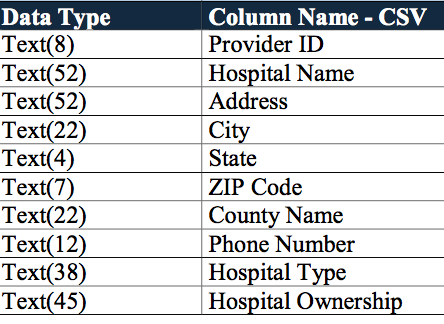 Data Type Column Name - CSV
Text(8) Provider ID
Text(52) Hospital Name
Text(52) Address
Text(22) City
Text(4) State
Text(7) ZIP Code
Text(22) County Name
Text(12) Phone Number
Text(38) Hospital Type
Text(45) Hospital Ownership